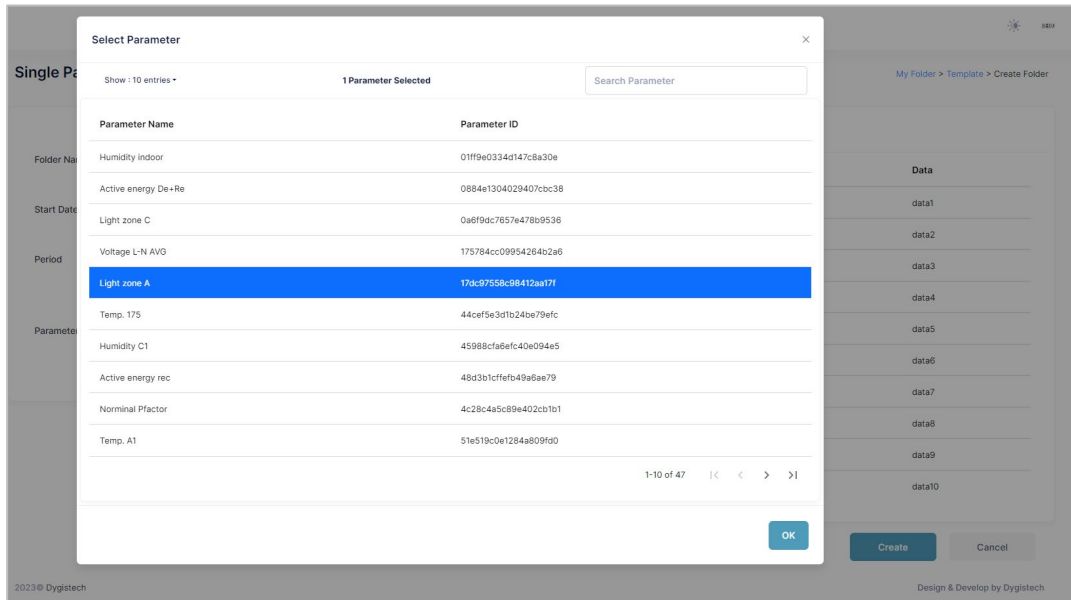 Select Parameter
Single Pa
Show : 10 entries
1 Parameter Selected
Search Parameter
My Folder > Template > Create Folder
Parameter Name Parameter ID
Humidity indoor 01ff9e0334d147c8a30e
Active energy De+Re 0884e1304029407cbc38
Light zone C 0a6f9dc7657e478b9536
Voltage L-N AVG 175784cc09954264b2a6
Light zone A 17dc97558c98412aa17f
Temp. 175 44cef5e3d1b24be79efc
Humidity C1 45988cfa6efc40e094e5
Active energy rec 48d3b1cffefb49a6ae79
Norminal Pfactor 4c28c4a5c89e402cb1b1
Temp. A1 51e519c0e1284a809fd0
1-10 of 47
OK
Folder Na
Start Date
Period
Parameter
Data
data1
data2
data3
data4
data5
data6
data7
data8
data9
data10
Create Cancel
2023© Dygistech
Design & Develop by Dygistech